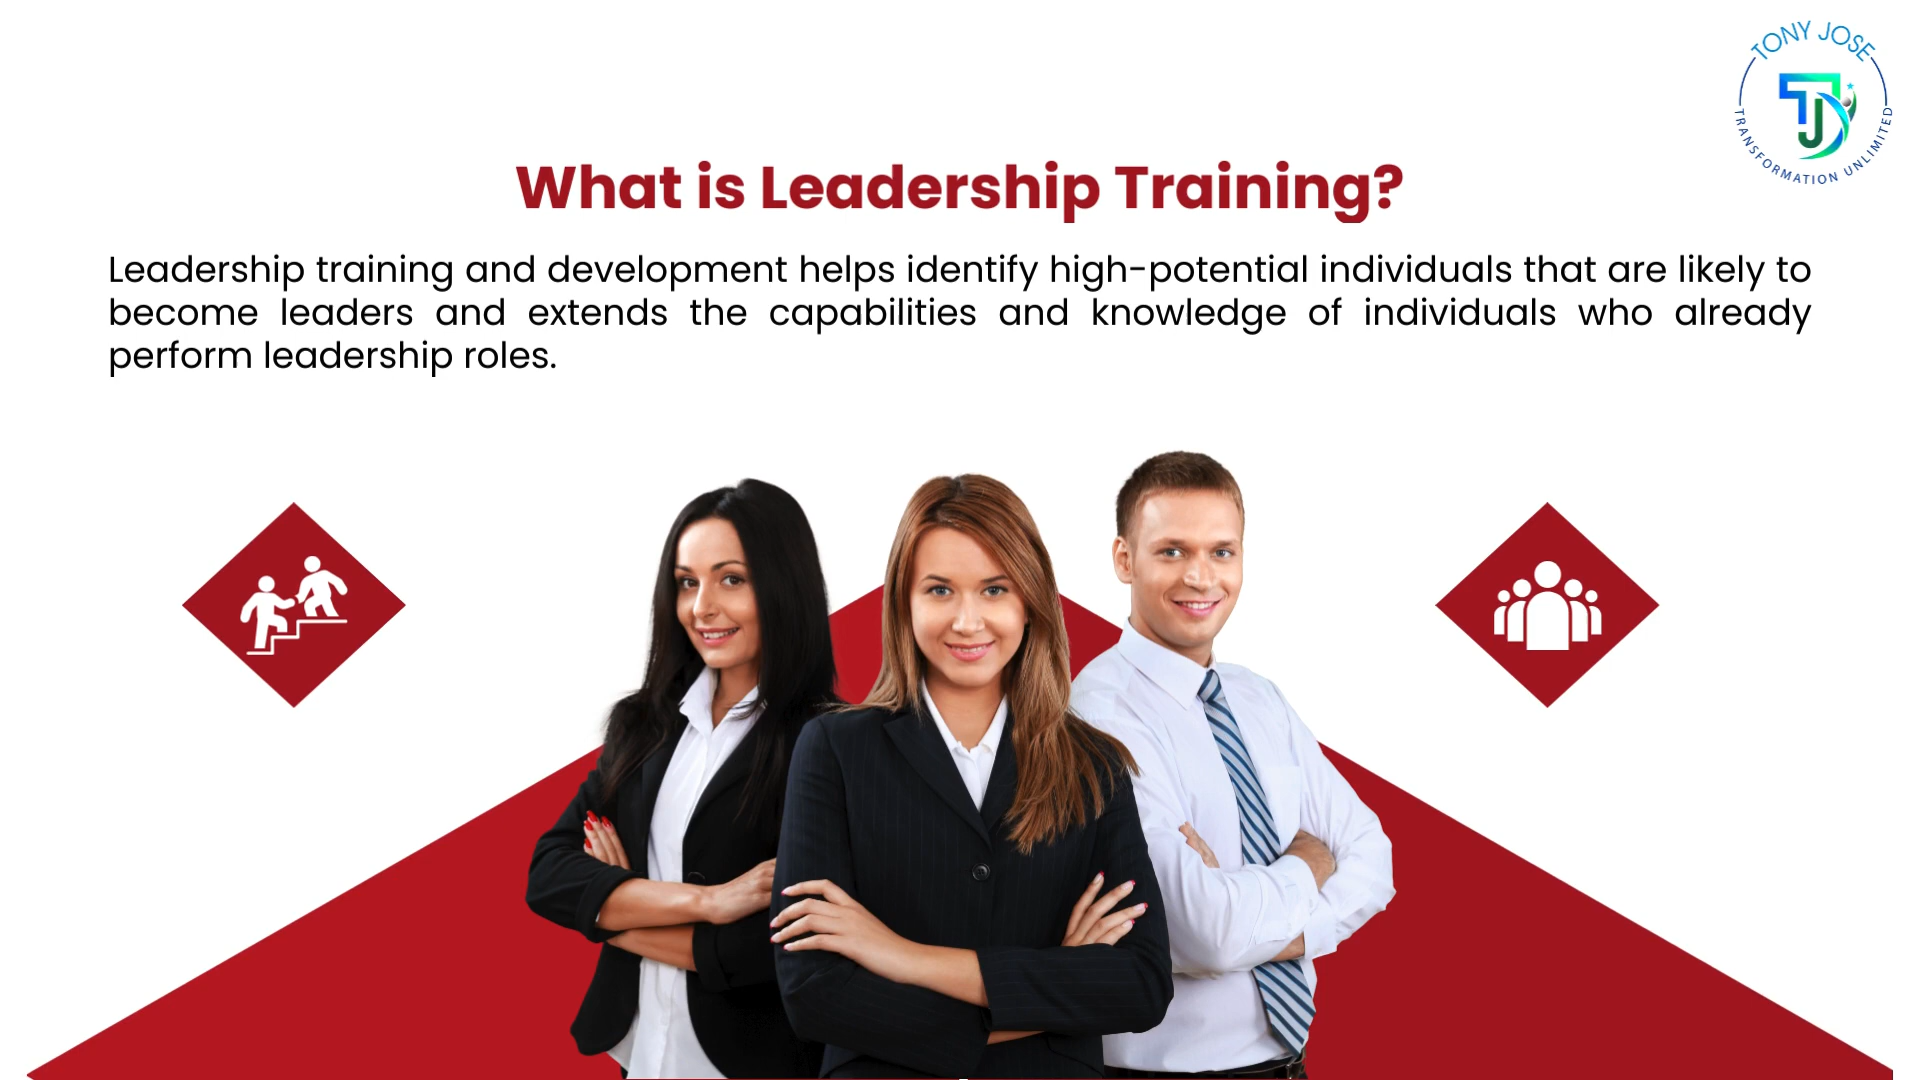 TONY JOSE
TJ
TRANSFORMATION UNLIMITED
What is Leadership Training?
Leadership training and development helps identify high-potential individuals that are likely to
become leaders and extends the capabilities and knowledge of individuals who already
perform leadership roles.